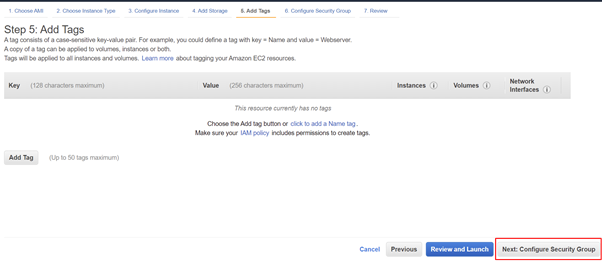 1. Choose AMI 2. Choose Instance Type 3. Configure Instance 4. Add Storage 5. Add Tags 6. Configure Security Group 7. Review
Step 5: Add Tags
A tag consists of a case-sensitive key-value pair. For example, you could define a tag with key = Name and value = Webserver.
A copy of a tag can be applied to volumes, instances or both.
Tags will be applied to all instances and volumes. Learn more about tagging your Amazon EC2 resources.
Key (128 characters maximum) Value (256 characters maximum) Instances i Volumes i Network Interfaces i
This resource currently has no tags
Choose the Add tag button or click to add a Name tag.
Make sure your IAM policy includes permissions to create tags.
Add Tag (Up to 50 tags maximum)
Cancel Previous Review and Launch Next: Configure Security Group